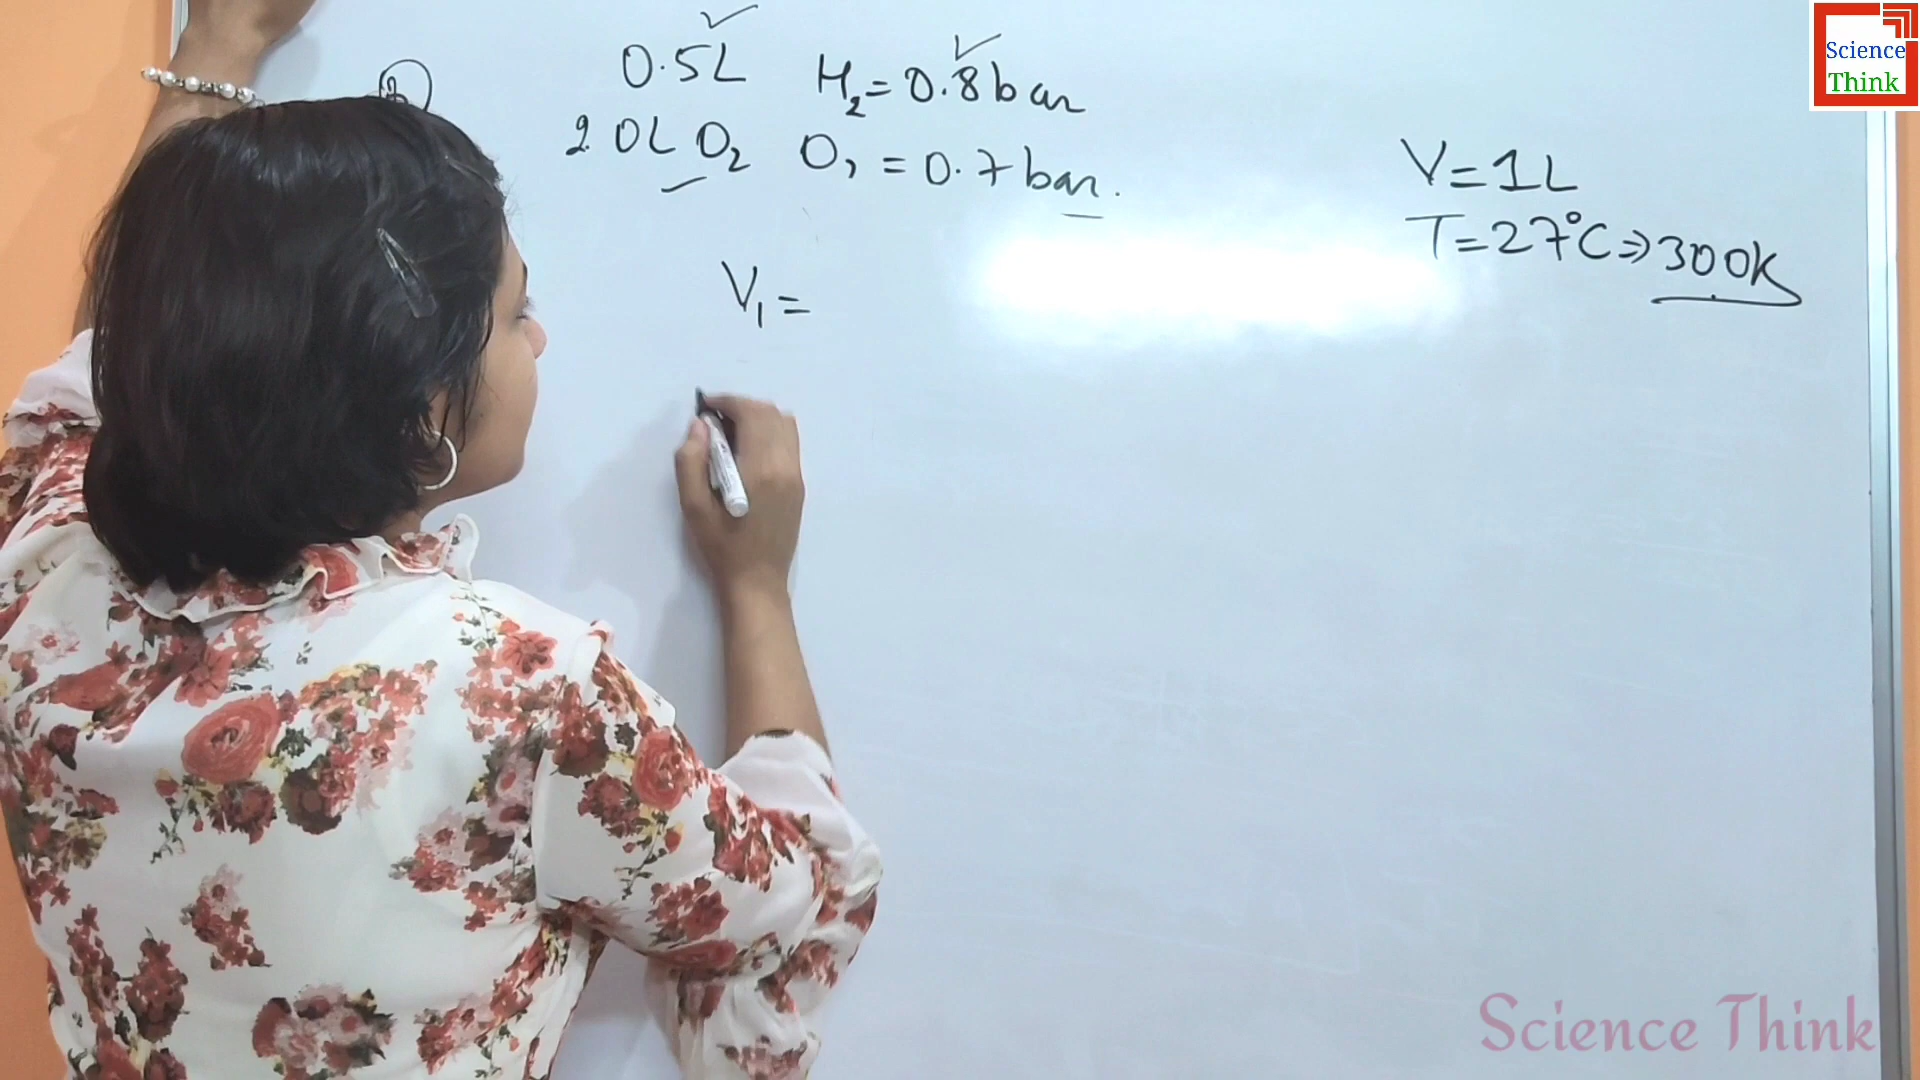 0.5L H₂ = 0.8 bar
2.0L O₂ O₂ = 0.7 bar.
V₁ =
V = 1L
T = 27°C ⇒ 300K
Science
Think
Science Think